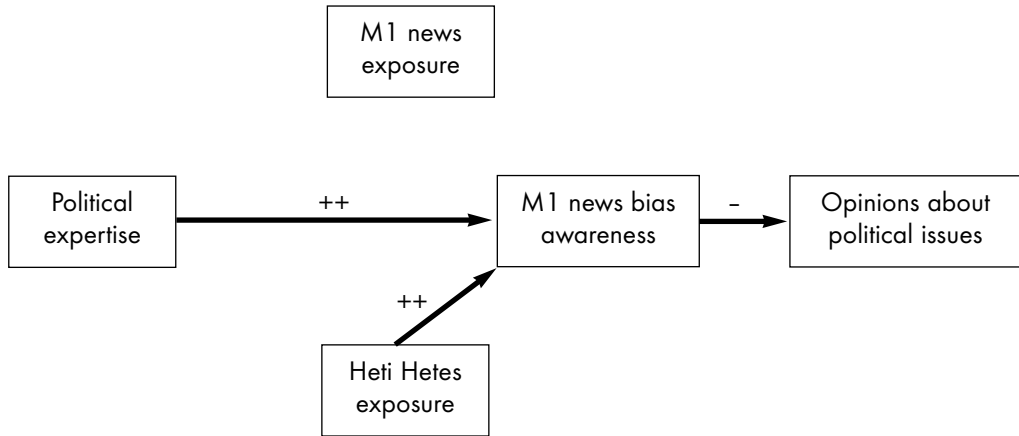 M1 news
exposure
Political
expertise
++
M1 news bias
awareness
–
Opinions about
political issues
++
Heti Hetes
exposure